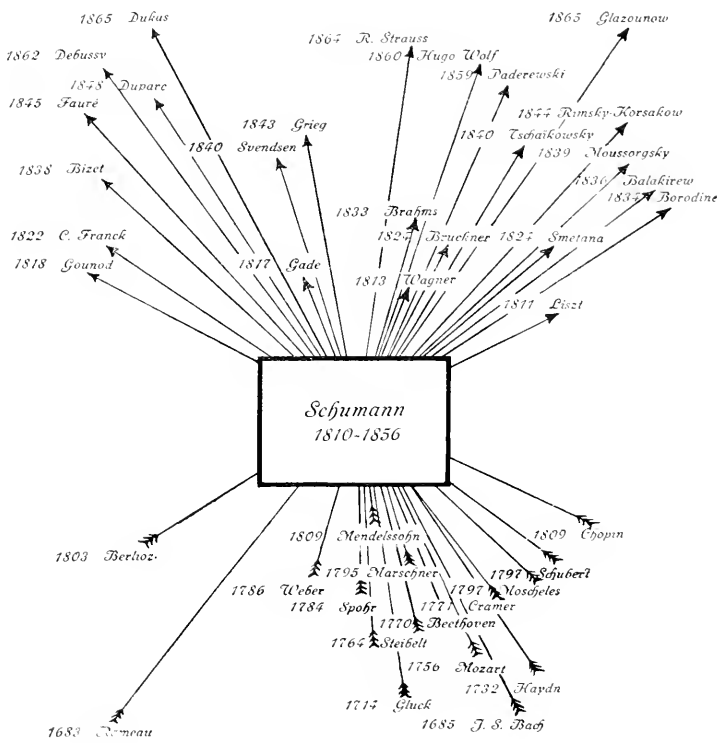 1865 Dukas
1865 Glazounow
1864 R. Strauss
1862 Debussy
1860 Hugo Wolf
1859 Paderewski
1848 Duparc
1845 Fauré
1844 Rimsky-Korsakow
1843 Grieg
1840 Svendsen
1840 Tschaïkowsky
1839 Moussorgsky
1838 Bizet
1836 Balakirew
1834 Borodine
1833 Brahms
1822 C. Franck
1824 Bruckner
1824 Smetana
1818 Gounod
1817 Gade
1813 Wagner
1811 Liszt
Schumann
1810-1856
1809 Mendelssohn
1809 Chopin
1803 Berlioz.
1795 Marschner
1797 Schubert
1786 Weber
1797 Moscheles
1784 Spohr
1771 Cramer
1770 Beethoven
1764 Steibelt
1756 Mozart
1732 Haydn
1714 Gluck
1685 J. S. Bach
1683 Rameau